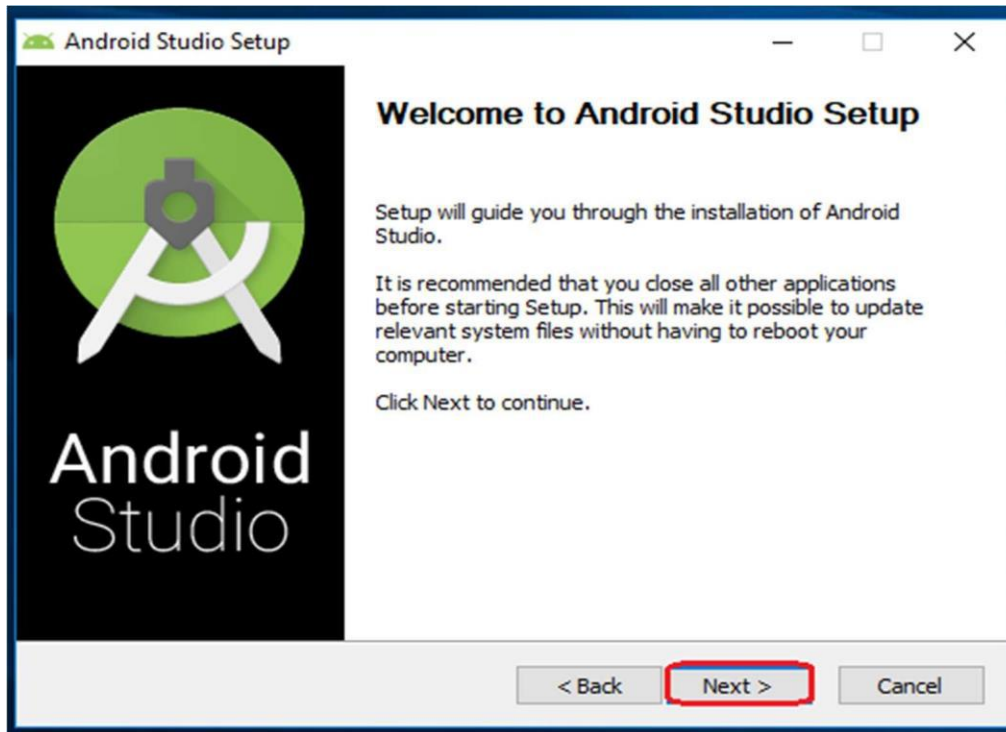 Android Studio Setup
Welcome to Android Studio Setup
Setup will guide you through the installation of Android
Studio.
It is recommended that you close all other applications
before starting Setup. This will make it possible to update
relevant system files without having to reboot your
computer.
Click Next to continue.
Android
Studio
< Back
Next >
Cancel